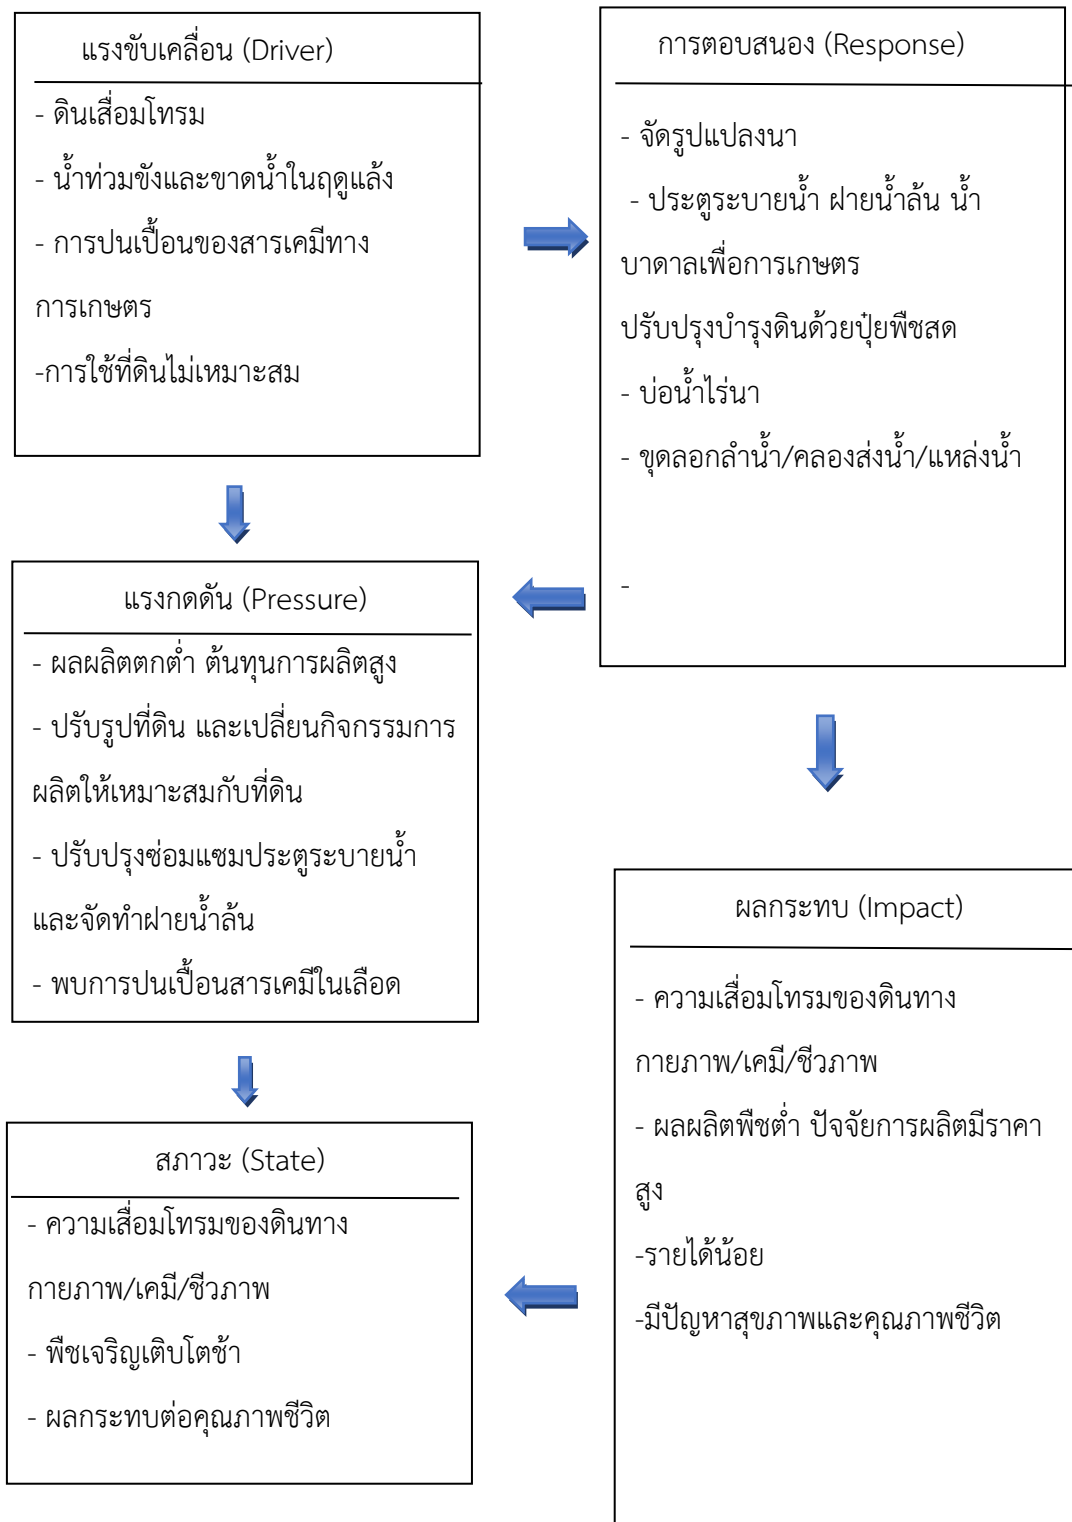 แรงขับเคลื่อน (Driver)
- ดินเสื่อมโทรม
- น้ำท่วมขังและขาดน้ำในฤดูแล้ง
- การปนเปื้อนของสารเคมีทาง
การเกษตร
-การใช้ที่ดินไม่เหมาะสม
การตอบสนอง (Response)
- จัดรูปแปลงนา
- ประตูระบายน้ำ ฝายน้ำล้น น้ำ
บาดาลเพื่อการเกษตร
ปรับปรุงบำรุงดินด้วยปุ๋ยพืชสด
- บ่อน้ำไร่นา
- ขุดลอกลำน้ำ/คลองส่งน้ำ/แหล่งน้ำ
-
แรงกดดัน (Pressure)
- ผลผลิตตกต่ำ ต้นทุนการผลิตสูง
- ปรับรูปที่ดิน และเปลี่ยนกิจกรรมการ
ผลิตให้เหมาะสมกับที่ดิน
- ปรับปรุงซ่อมแซมประตูระบายน้ำ
และจัดทำฝายน้ำล้น
- พบการปนเปื้อนสารเคมีในเลือด
ผลกระทบ (Impact)
- ความเสื่อมโทรมของดินทาง
กายภาพ/เคมี/ชีวภาพ
- ผลผลิตพืชต่ำ ปัจจัยการผลิตมีราคา
สูง
-รายได้น้อย
-มีปัญหาสุขภาพและคุณภาพชีวิต
สภาวะ (State)
- ความเสื่อมโทรมของดินทาง
กายภาพ/เคมี/ชีวภาพ
- พืชเจริญเติบโตช้า
- ผลกระทบต่อคุณภาพชีวิต